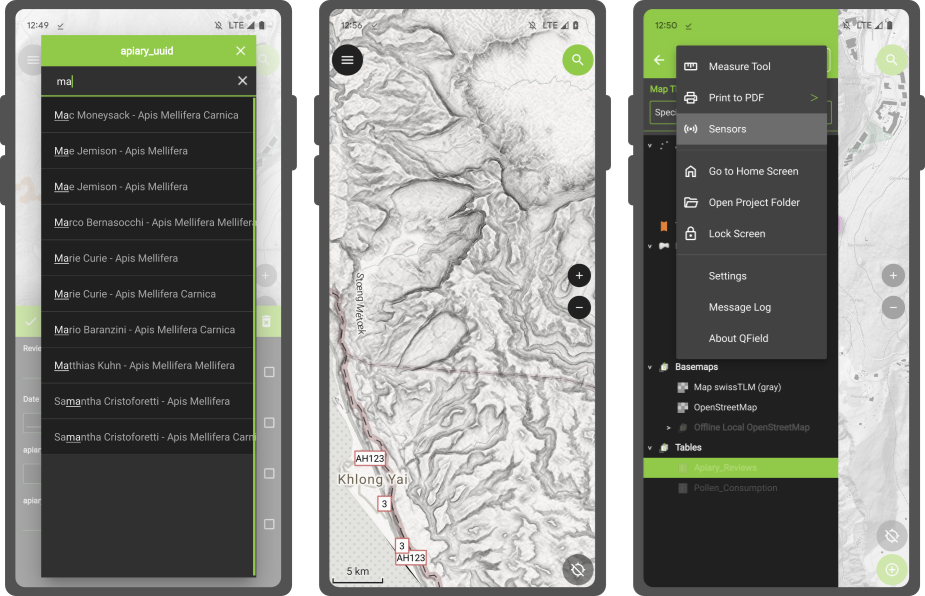 12:49
LTE
apiary_uuid
ma
Mac Moneysack - Apis Mellifera Carnica
Mae Jemison - Apis Mellifera
Mae Jemison - Apis Mellifera
Marco Bernasocchi - Apis Mellifera Mellifera
Marie Curie - Apis Mellifera
Marie Curie - Apis Mellifera Carnica
Mario Baranzini - Apis Mellifera Carnica
Matthias Kuhn - Apis Mellifera Mellifera
Samantha Cristoforetti - Apis Mellifera
Samantha Cristoforetti - Apis Mellifera Carni
Revie
Date
apiar
apiar
12:56
LTE
Stoeng Metoek
AH123
Khlong Yai
3
3
AH123
5 km
12:50
LTE
Map T
Spec
Measure Tool
Print to PDF >
Sensors
Go to Home Screen
Open Project Folder
Lock Screen
Settings
Message Log
About QField
Basemaps
Map swissTLM (gray)
OpenStreetMap
Offline Local OpenStreetMap
Tables
Apiary_Reviews
Pollen_Consumption